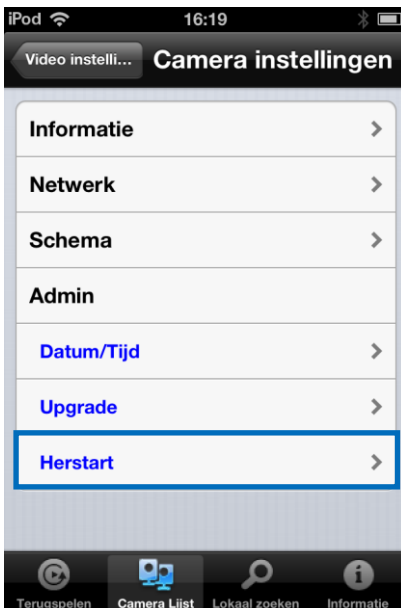 iPod 16:19
Video instelli... Camera instellingen
Informatie
Netwerk
Schema
Admin
Datum/Tijd
Upgrade
Herstart
Terugspelen Camera Lijst Lokaal zoeken Informatie